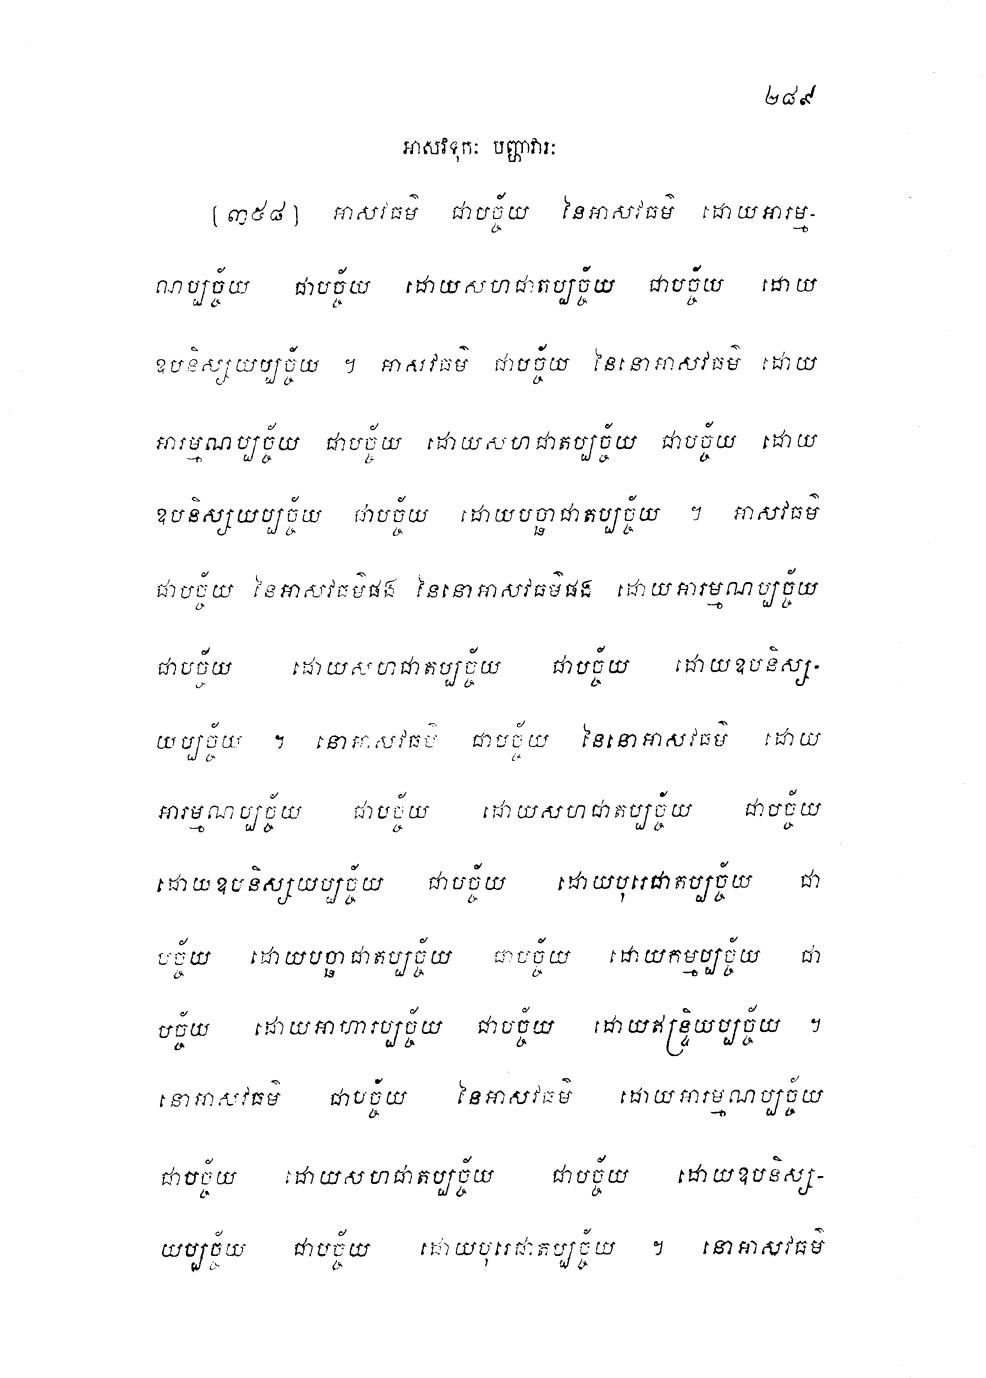 ២៨៩
អាសវទុកៈ បញ្ហាវារៈ
[៣៥៨] អាសវធម៌ ជាបច្ច័យ នៃអាសវធម៌ ដោយអារម្ម-
ណប្បច្ច័យ ជាបច្ច័យ ដោយសហជាតប្បច្ច័យ ជាបច្ច័យ ដោយ
ឧបនិស្សយប្បច្ច័យ ។ អាសវធម៌ ជាបច្ច័យ នៃនោអាសវធម៌ ដោយ
អារម្មណប្បច្ច័យ ជាបច្ច័យ ដោយសហជាតប្បច្ច័យ ជាបច្ច័យ ដោយ
ឧបនិស្សយប្បច្ច័យ ជាបច្ច័យ ដោយបច្ឆាជាតប្បច្ច័យ ។ អាសវធម៌
ជាបច្ច័យ នៃអាសវធម៌ផង នៃនោអាសវធម៌ផង ដោយអារម្មណប្បច្ច័យ
ជាបច្ច័យ ដោយសហជាតប្បច្ច័យ ជាបច្ច័យ ដោយឧបនិស្ស-
យប្បច្ច័យ ។ នោអាសវធម៌ ជាបច្ច័យ នៃនោអាសវធម៌ ដោយ
អារម្មណប្បច្ច័យ ជាបច្ច័យ ដោយសហជាតប្បច្ច័យ ជាបច្ច័យ
ដោយឧបនិស្សយប្បច្ច័យ ជាបច្ច័យ ដោយបុរេជាតប្បច្ច័យ ជា
បច្ច័យ ដោយបច្ឆាជាតប្បច្ច័យ ជាបច្ច័យ ដោយកម្មប្បច្ច័យ ជា
បច្ច័យ ដោយអាហារប្បច្ច័យ ជាបច្ច័យ ដោយឥន្ទ្រិយប្បច្ច័យ ។
នោអាសវធម៌ ជាបច្ច័យ នៃអាសវធម៌ ដោយអារម្មណប្បច្ច័យ
ជាបច្ច័យ ដោយសហជាតប្បច្ច័យ ជាបច្ច័យ ដោយឧបនិស្ស-
យប្បច្ច័យ ជាបច្ច័យ ដោយបុរេជាតប្បច្ច័យ ។ នោអាសវធម៌